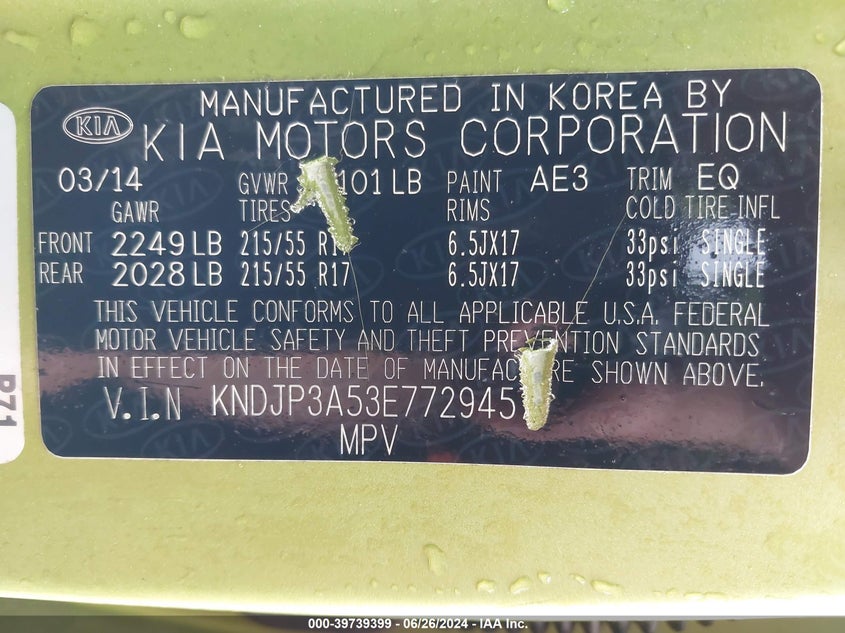 MANUFACTURED IN KOREA BY
KIA KIA MOTORS CORPORATION
03/14 GVWR 101 LB PAINT AE3 TRIM EQ
GAWR TIRES RIMS COLD TIRE INFL
FRONT 2249 LB 215/55 6.5JX17 33psi SINGLE
REAR 2028 LB 215/55 R17 6.5JX17 33psi SINGLE
THIS VEHICLE CONFORMS TO ALL APPLICABLE U.S.A. FEDERAL
MOTOR VEHICLE SAFETY AND THEFT PREVENTION STANDARDS
IN EFFECT ON THE DATE OF MANUFACTURE SHOWN ABOVE.
V.I.N KNDJP3A53E772945
MPV
B71
000-39739399 - 06/26/2024 - IAA Inc.